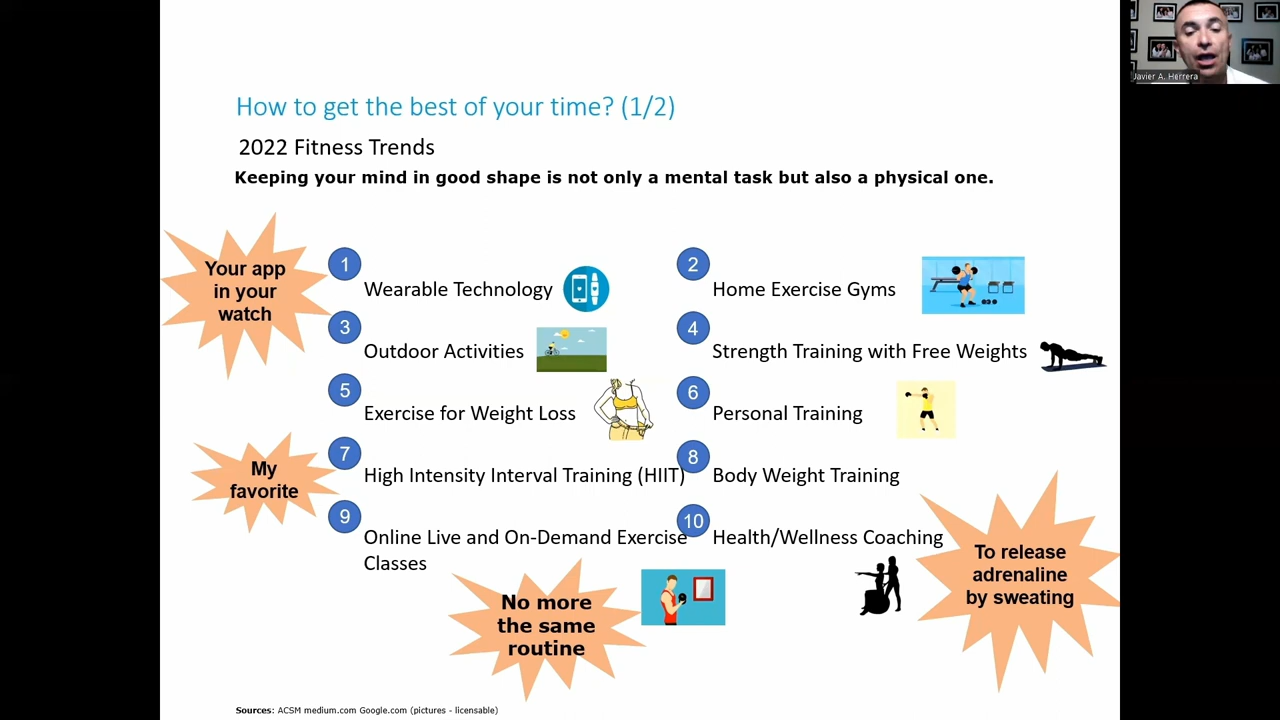 Javier A. Herrera
How to get the best of your time? (1/2)
2022 Fitness Trends
Keeping your mind in good shape is not only a mental task but also a physical one.
Your app
in your
watch
1
Wearable Technology
2
Home Exercise Gyms
3
Outdoor Activities
4
Strength Training with Free Weights
5
Exercise for Weight Loss
6
Personal Training
My
favorite
7
High Intensity Interval Training (HIIT)
8
Body Weight Training
9
Online Live and On-Demand Exercise
Classes
10
Health/Wellness Coaching
To release
adrenaline
by sweating
No more
the same
routine
Sources: ACSM medium.com Google.com (pictures - licensable)